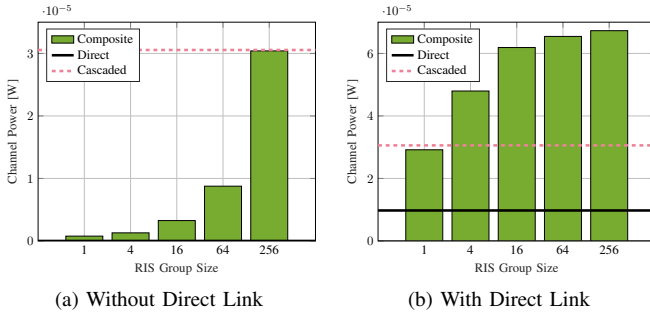 ·10⁻⁵
Composite
Direct
Cascaded
Channel Power [W]
3
2
1
0
1 4 16 64 256
RIS Group Size
(a) Without Direct Link
·10⁻⁵
Composite
Direct
Cascaded
Channel Power [W]
6
4
2
0
1 4 16 64 256
RIS Group Size
(b) With Direct Link